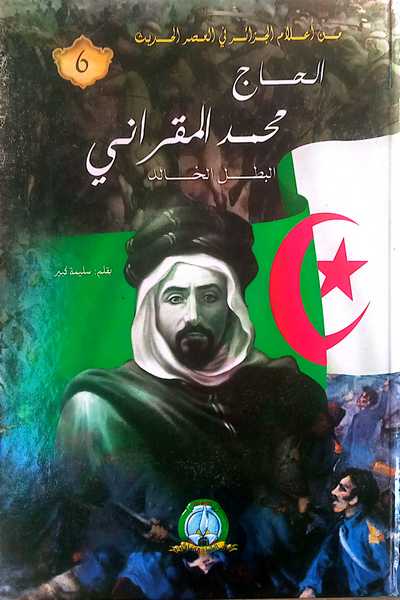 من أعلام الجزائر في العصر الحديث
6
الحاج
محمد المقراني
البطل الخالد
بقلم: سليمة كبير